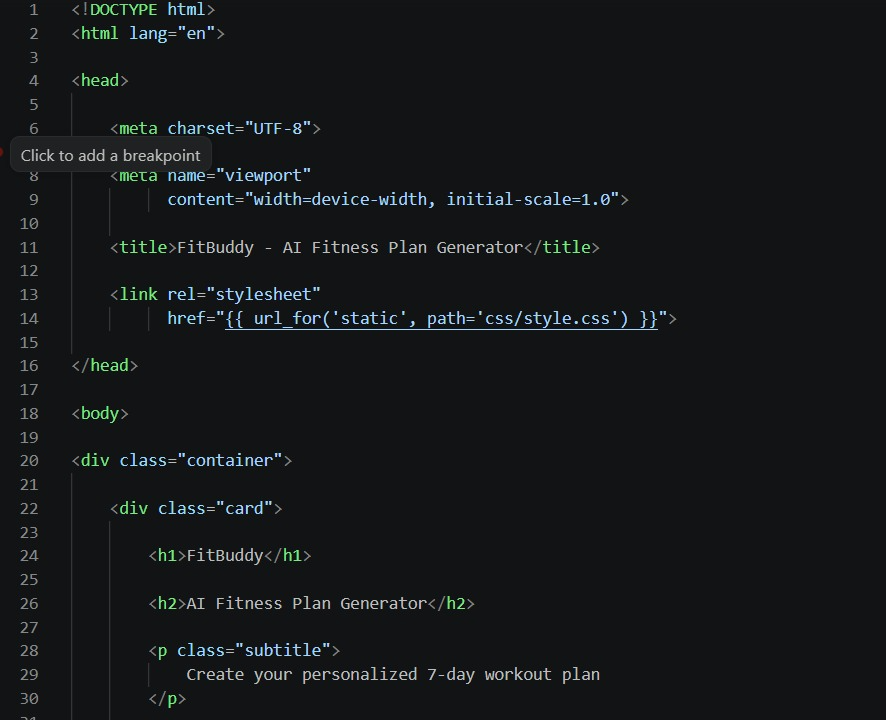 1 <!DOCTYPE html>
2 <html lang="en">
3
4 <head>
5
6 <meta charset="UTF-8">
Click to add a breakpoint
8 <meta name="viewport"
9 content="width=device-width, initial-scale=1.0">
10
11 <title>FitBuddy - AI Fitness Plan Generator</title>
12
13 <link rel="stylesheet"
14 href="{{ url_for('static', path='css/style.css') }}">
15
16 </head>
17
18 <body>
19
20 <div class="container">
21
22 <div class="card">
23
24 <h1>FitBuddy</h1>
25
26 <h2>AI Fitness Plan Generator</h2>
27
28 <p class="subtitle">
29 Create your personalized 7-day workout plan
30 </p>